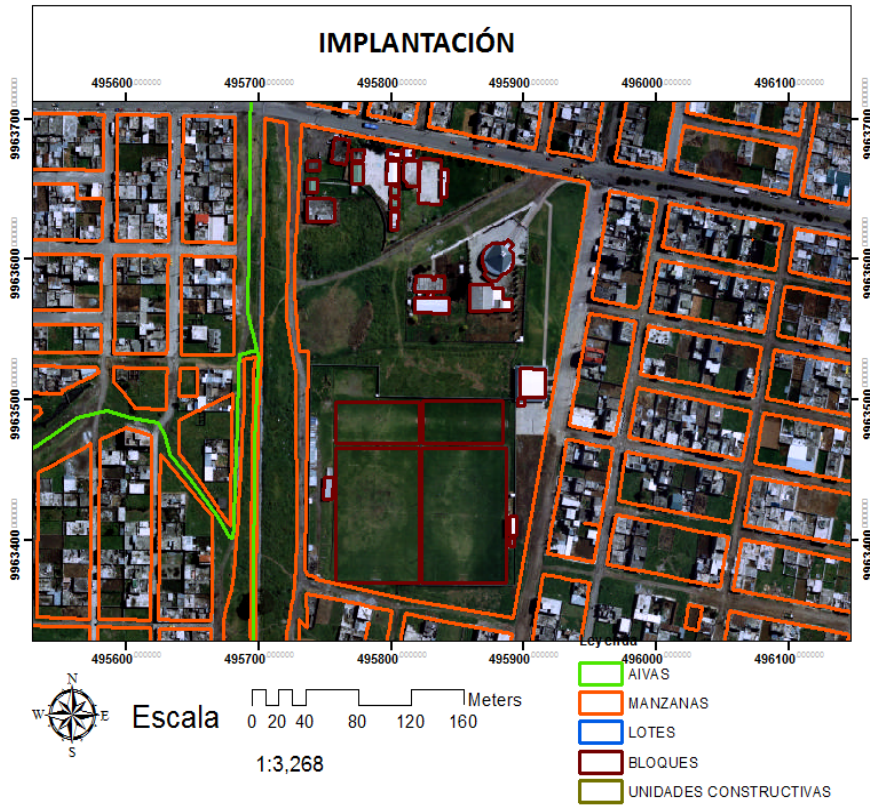 IMPLANTACIÓN
495600 495700 495800 495900 496000 496100
9963700 9963700
9963600 9963600
9963500 9963500
9963400 9963400
495600 495700 495800 495900 496000 496100
Leyenda
AIVAS
MANZANAS
LOTES
BLOQUES
UNIDADES CONSTRUCTIVAS
N
W E
S
Escala
Meters
0 20 40 80 120 160
1:3,268